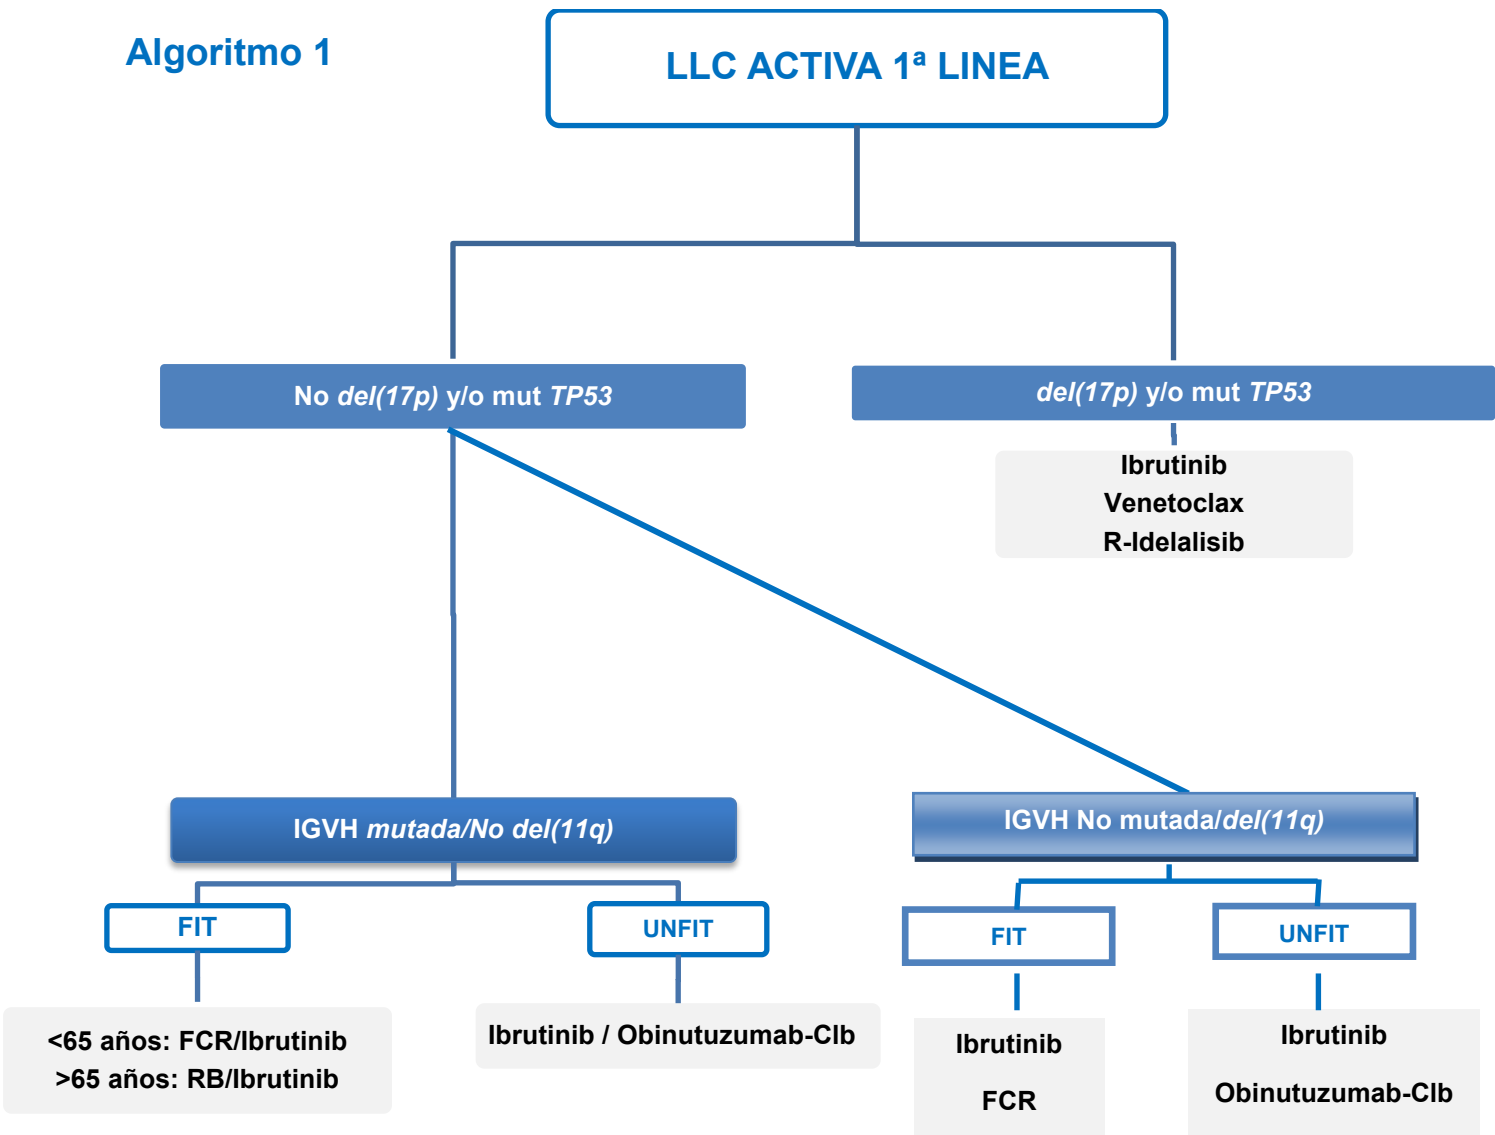 Algoritmo 1
LLC ACTIVA 1ª LINEA
No del(17p) y/o mut TP53
del(17p) y/o mut TP53
Ibrutinib
Venetoclax
R-Idelalisib
IGVH mutada/No del(11q)
IGVH No mutada/del(11q)
FIT
UNFIT
FIT
UNFIT
<65 años: FCR/Ibrutinib
>65 años: RB/Ibrutinib
Ibrutinib / Obinutuzumab-Clb
Ibrutinib
FCR
Ibrutinib
Obinutuzumab-Clb